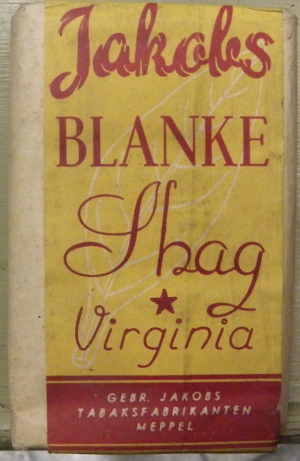 Jakobs
BLANKE
Shag
Virginia
GEBR. JAKOBS
TABAKSFABRIKANTEN
MEPPEL